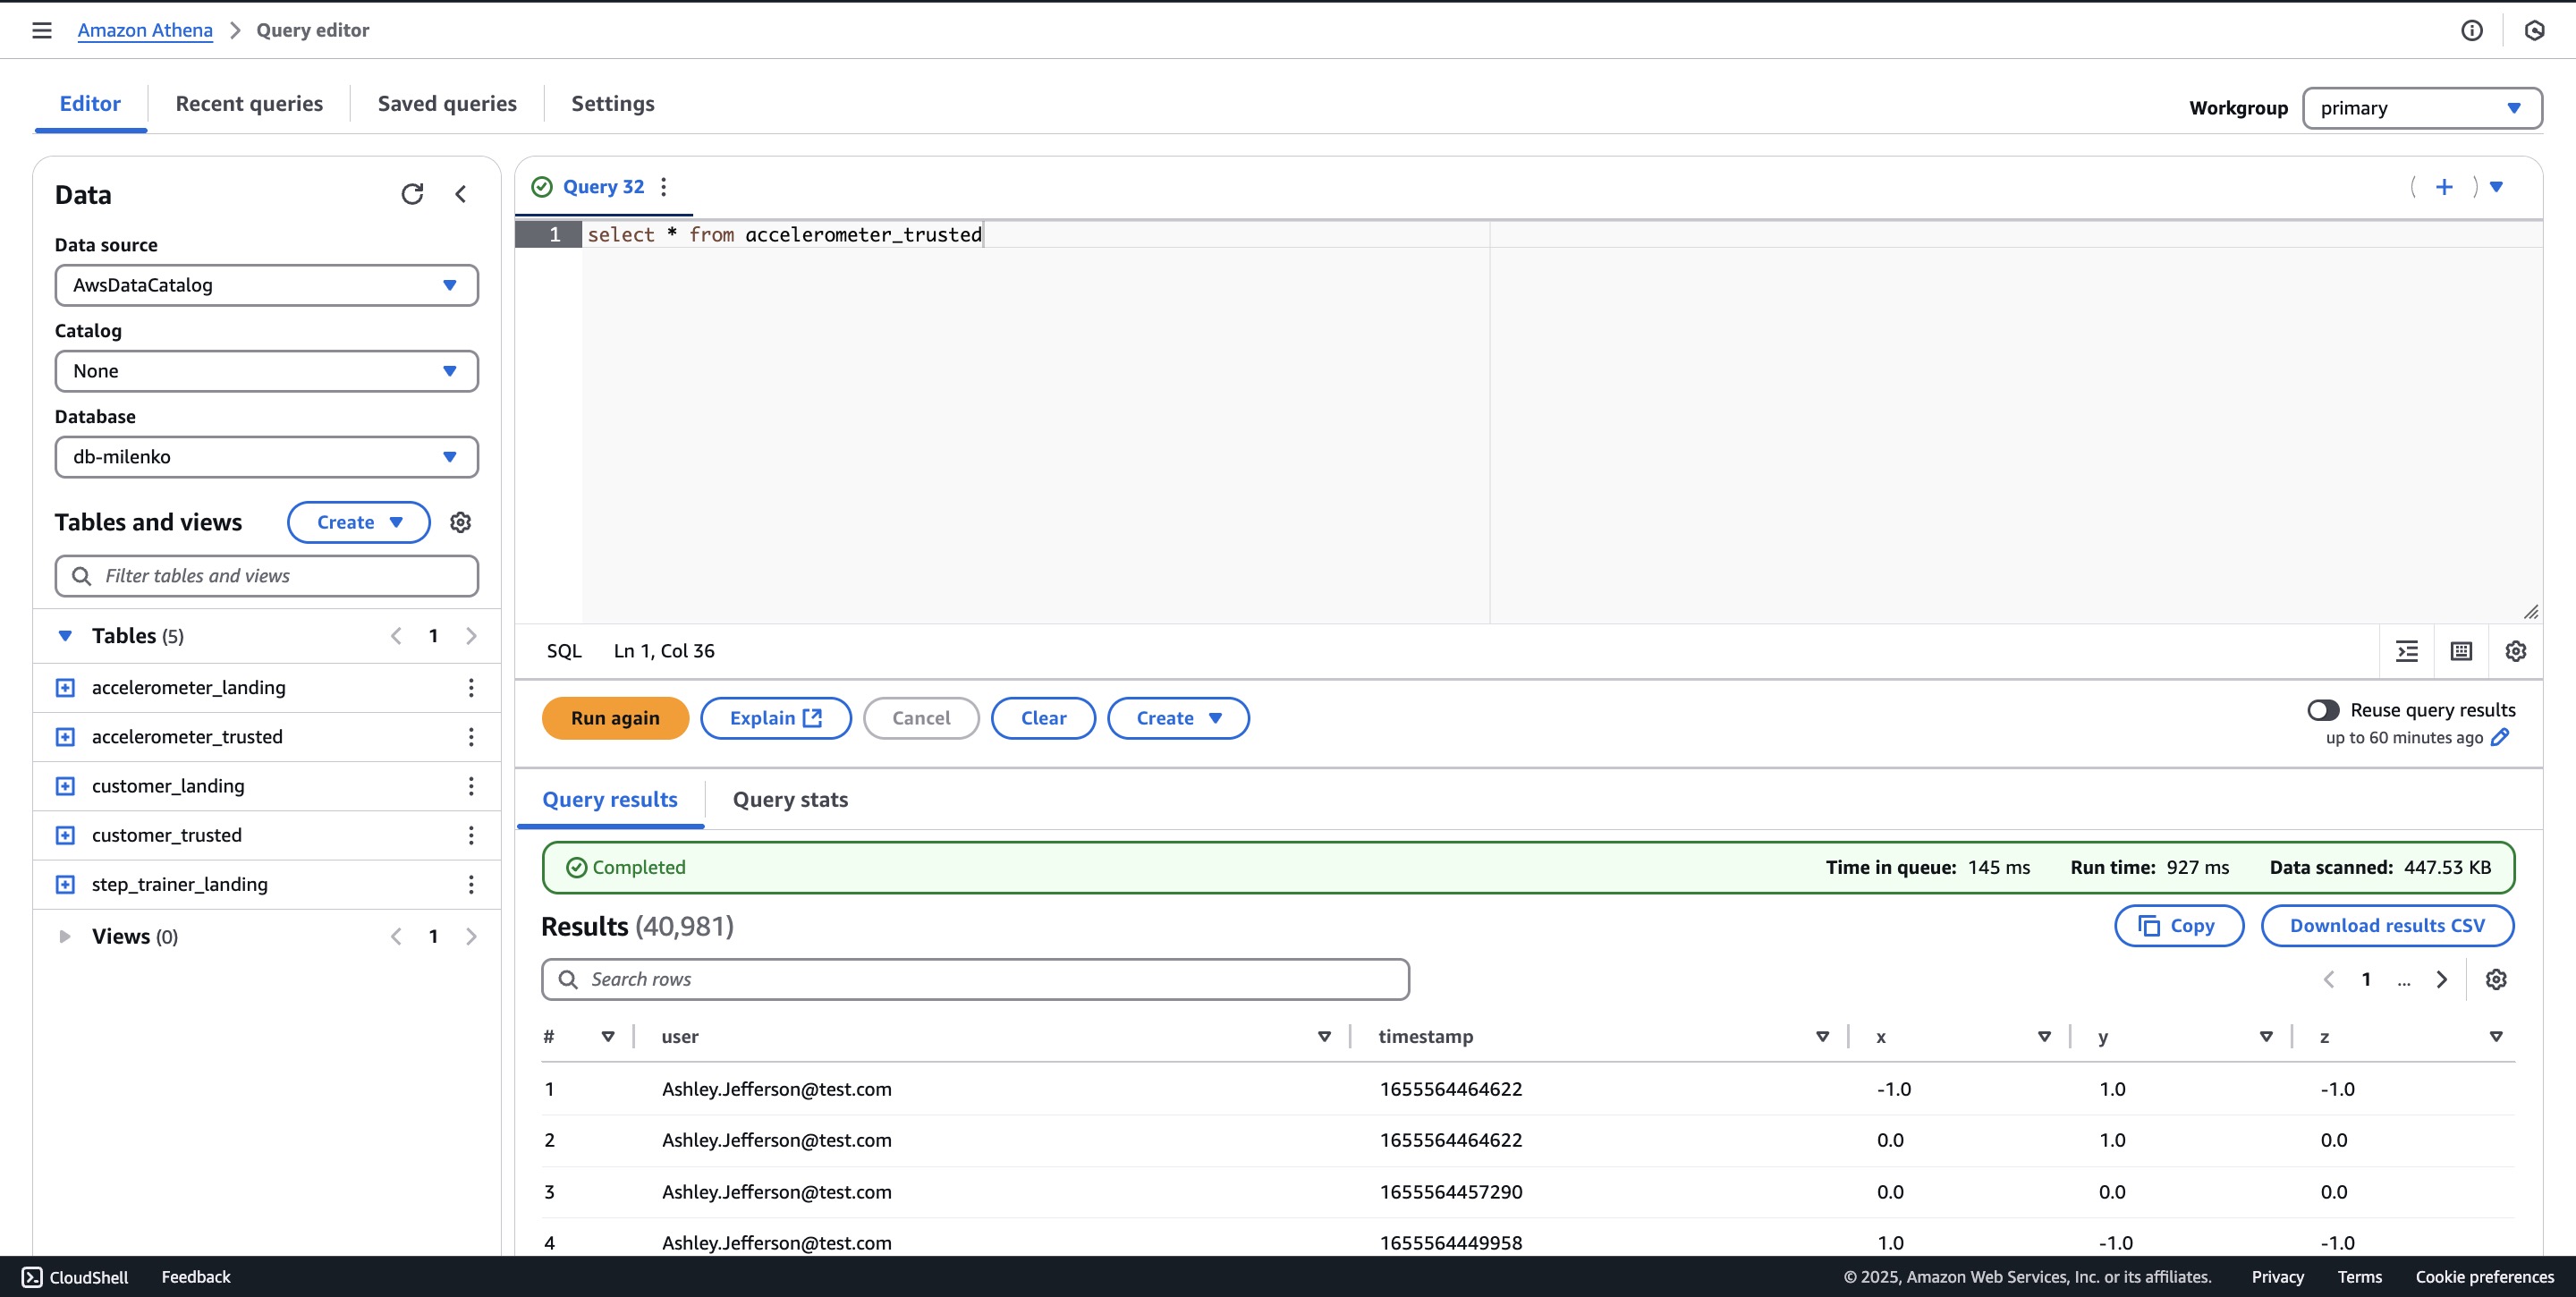 Amazon Athena > Query editor
Editor Recent queries Saved queries Settings
Workgroup primary
Data
Data source
AwsDataCatalog
Catalog
None
Database
db-milenko
Tables and views Create
Filter tables and views
Tables (5) 1
accelerometer_landing
accelerometer_trusted
customer_landing
customer_trusted
step_trainer_landing
Views (0) 1
Query 32
1 select * from accelerometer_trusted
SQL Ln 1, Col 36
Run again Explain Cancel Clear Create
Reuse query results
up to 60 minutes ago
Query results Query stats
Completed Time in queue: 145 ms Run time: 927 ms Data scanned: 447.53 KB
Results (40,981) Copy Download results CSV
Search rows 1 ...
# user timestamp x y z
1 Ashley.Jefferson@test.com 1655564464622 -1.0 1.0 -1.0
2 Ashley.Jefferson@test.com 1655564464622 0.0 1.0 0.0
3 Ashley.Jefferson@test.com 1655564457290 0.0 0.0 0.0
4 Ashley.Jefferson@test.com 1655564449958 1.0 -1.0 -1.0
CloudShell Feedback © 2025, Amazon Web Services, Inc. or its affiliates. Privacy Terms Cookie preferences